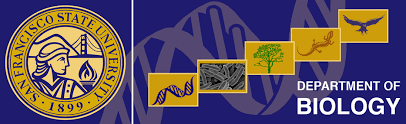 SAN FRANCISCO STATE UNIVERSITY
· 1899 ·
DEPARTMENT OF
BIOLOGY